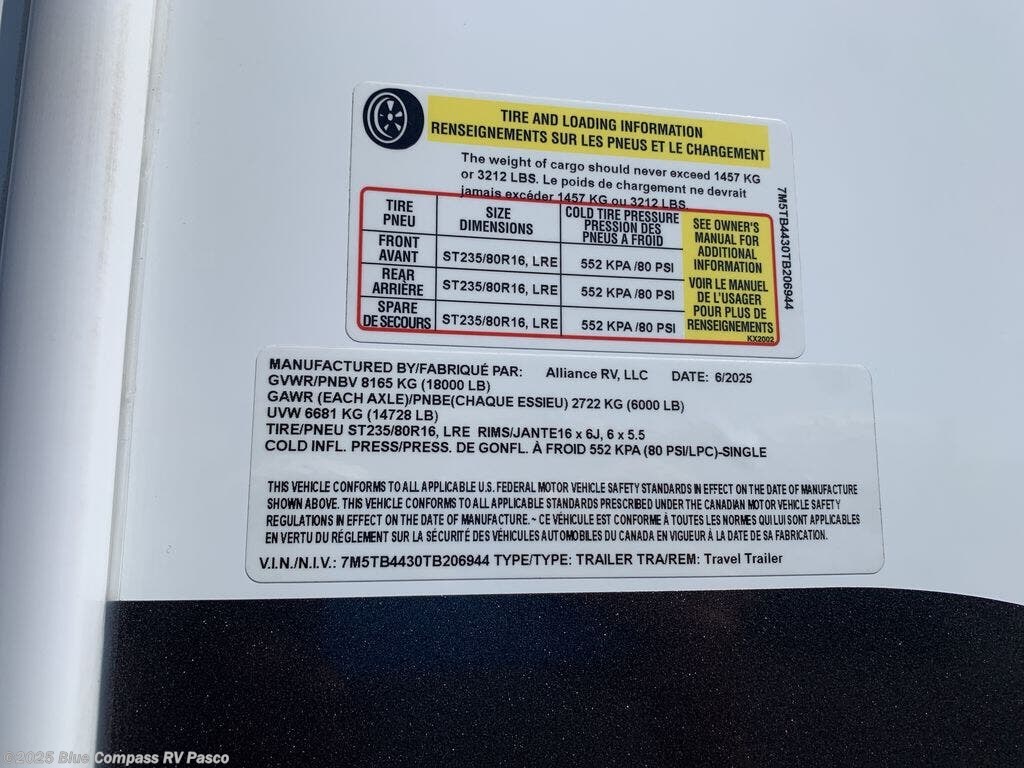 TIRE AND LOADING INFORMATION
RENSEIGNEMENTS SUR LES PNEUS ET LE CHARGEMENT
The weight of cargo should never exceed 1457 KG
or 3212 LBS. Le poids de chargement ne devrait
jamais excéder 1457 KG ou 3212 LBS.
TIRE PNEU SIZE DIMENSIONS COLD TIRE PRESSURE PRESSION DES PNEUS A FROID
FRONT AVANT ST235/80R16, LRE 552 KPA /80 PSI
REAR ARRIÈRE ST235/80R16, LRE 552 KPA /80 PSI
SPARE DE SECOURS ST235/80R16, LRE 552 KPA /80 PSI
SEE OWNER'S
MANUAL FOR
ADDITIONAL
INFORMATION
VOIR LE MANUEL
DE L'USAGER
POUR PLUS DE
RENSEIGNEMENTS
KX2002
7M5TB4430TB206944
MANUFACTURED BY/FABRIQUÉ PAR: Alliance RV, LLC DATE: 6/2025
GVWR/PNBV 8165 KG (18000 LB)
GAWR (EACH AXLE)/PNBE(CHAQUE ESSIEU) 2722 KG (6000 LB)
UVW 6681 KG (14728 LB)
TIRE/PNEU ST235/80R16, LRE RIMS/JANTE16 x 6J, 6 x 5.5
COLD INFL. PRESS/PRESS. DE GONFL. À FROID 552 KPA (80 PSI/LPC)-SINGLE
THIS VEHICLE CONFORMS TO ALL APPLICABLE U.S. FEDERAL MOTOR VEHICLE SAFETY STANDARDS IN EFFECT ON THE DATE OF MANUFACTURE
SHOWN ABOVE. THIS VEHICLE CONFORMS TO ALL APPLICABLE STANDARDS PRESCRIBED UNDER THE CANADIAN MOTOR VEHICLE SAFETY
REGULATIONS IN EFFECT ON THE DATE OF MANUFACTURE. ~ CE VÉHICULE EST CONFORME À TOUTES LES NORMES QUI LUI SONT APPLICABLES
EN VERTU DU RÉGLEMENT SUR LA SÉCURITÉ DES VÉHICULES AUTOMOBILES DU CANADA EN VIGUEUR À LA DATE DE SA FABRICATION.
V.I.N./N.I.V.: 7M5TB4430TB206944 TYPE/TYPE: TRAILER TRA/REM: Travel Trailer
©2025 Blue Compass RV Pasco